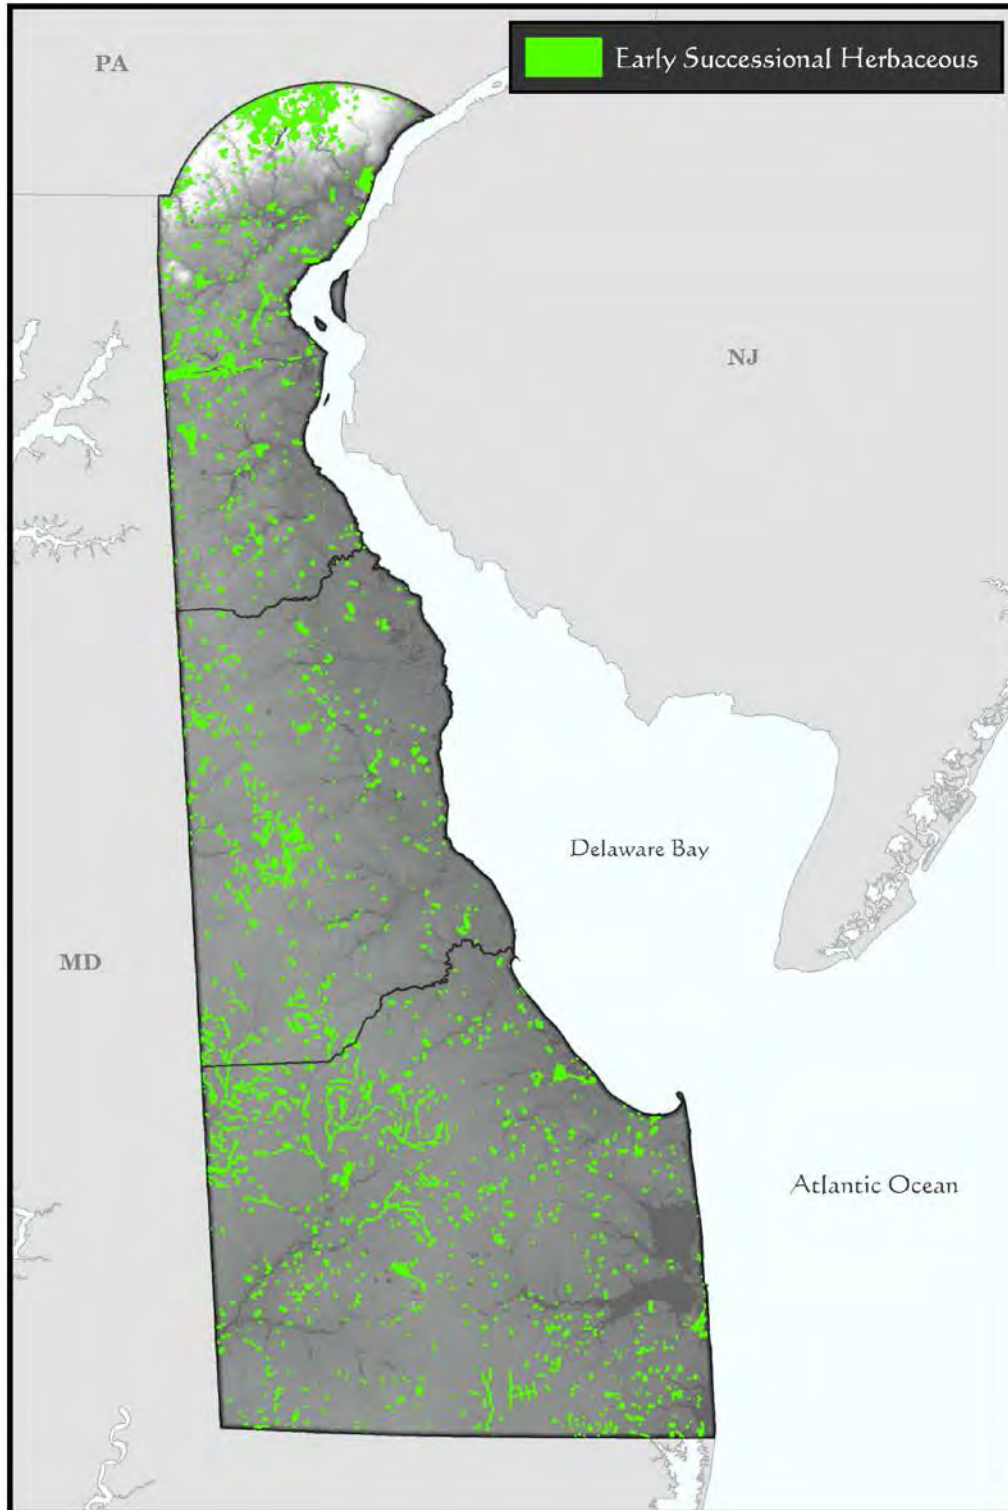 PA
Early Successional Herbaceous
NJ
Delaware Bay
MD
Atlantic Ocean